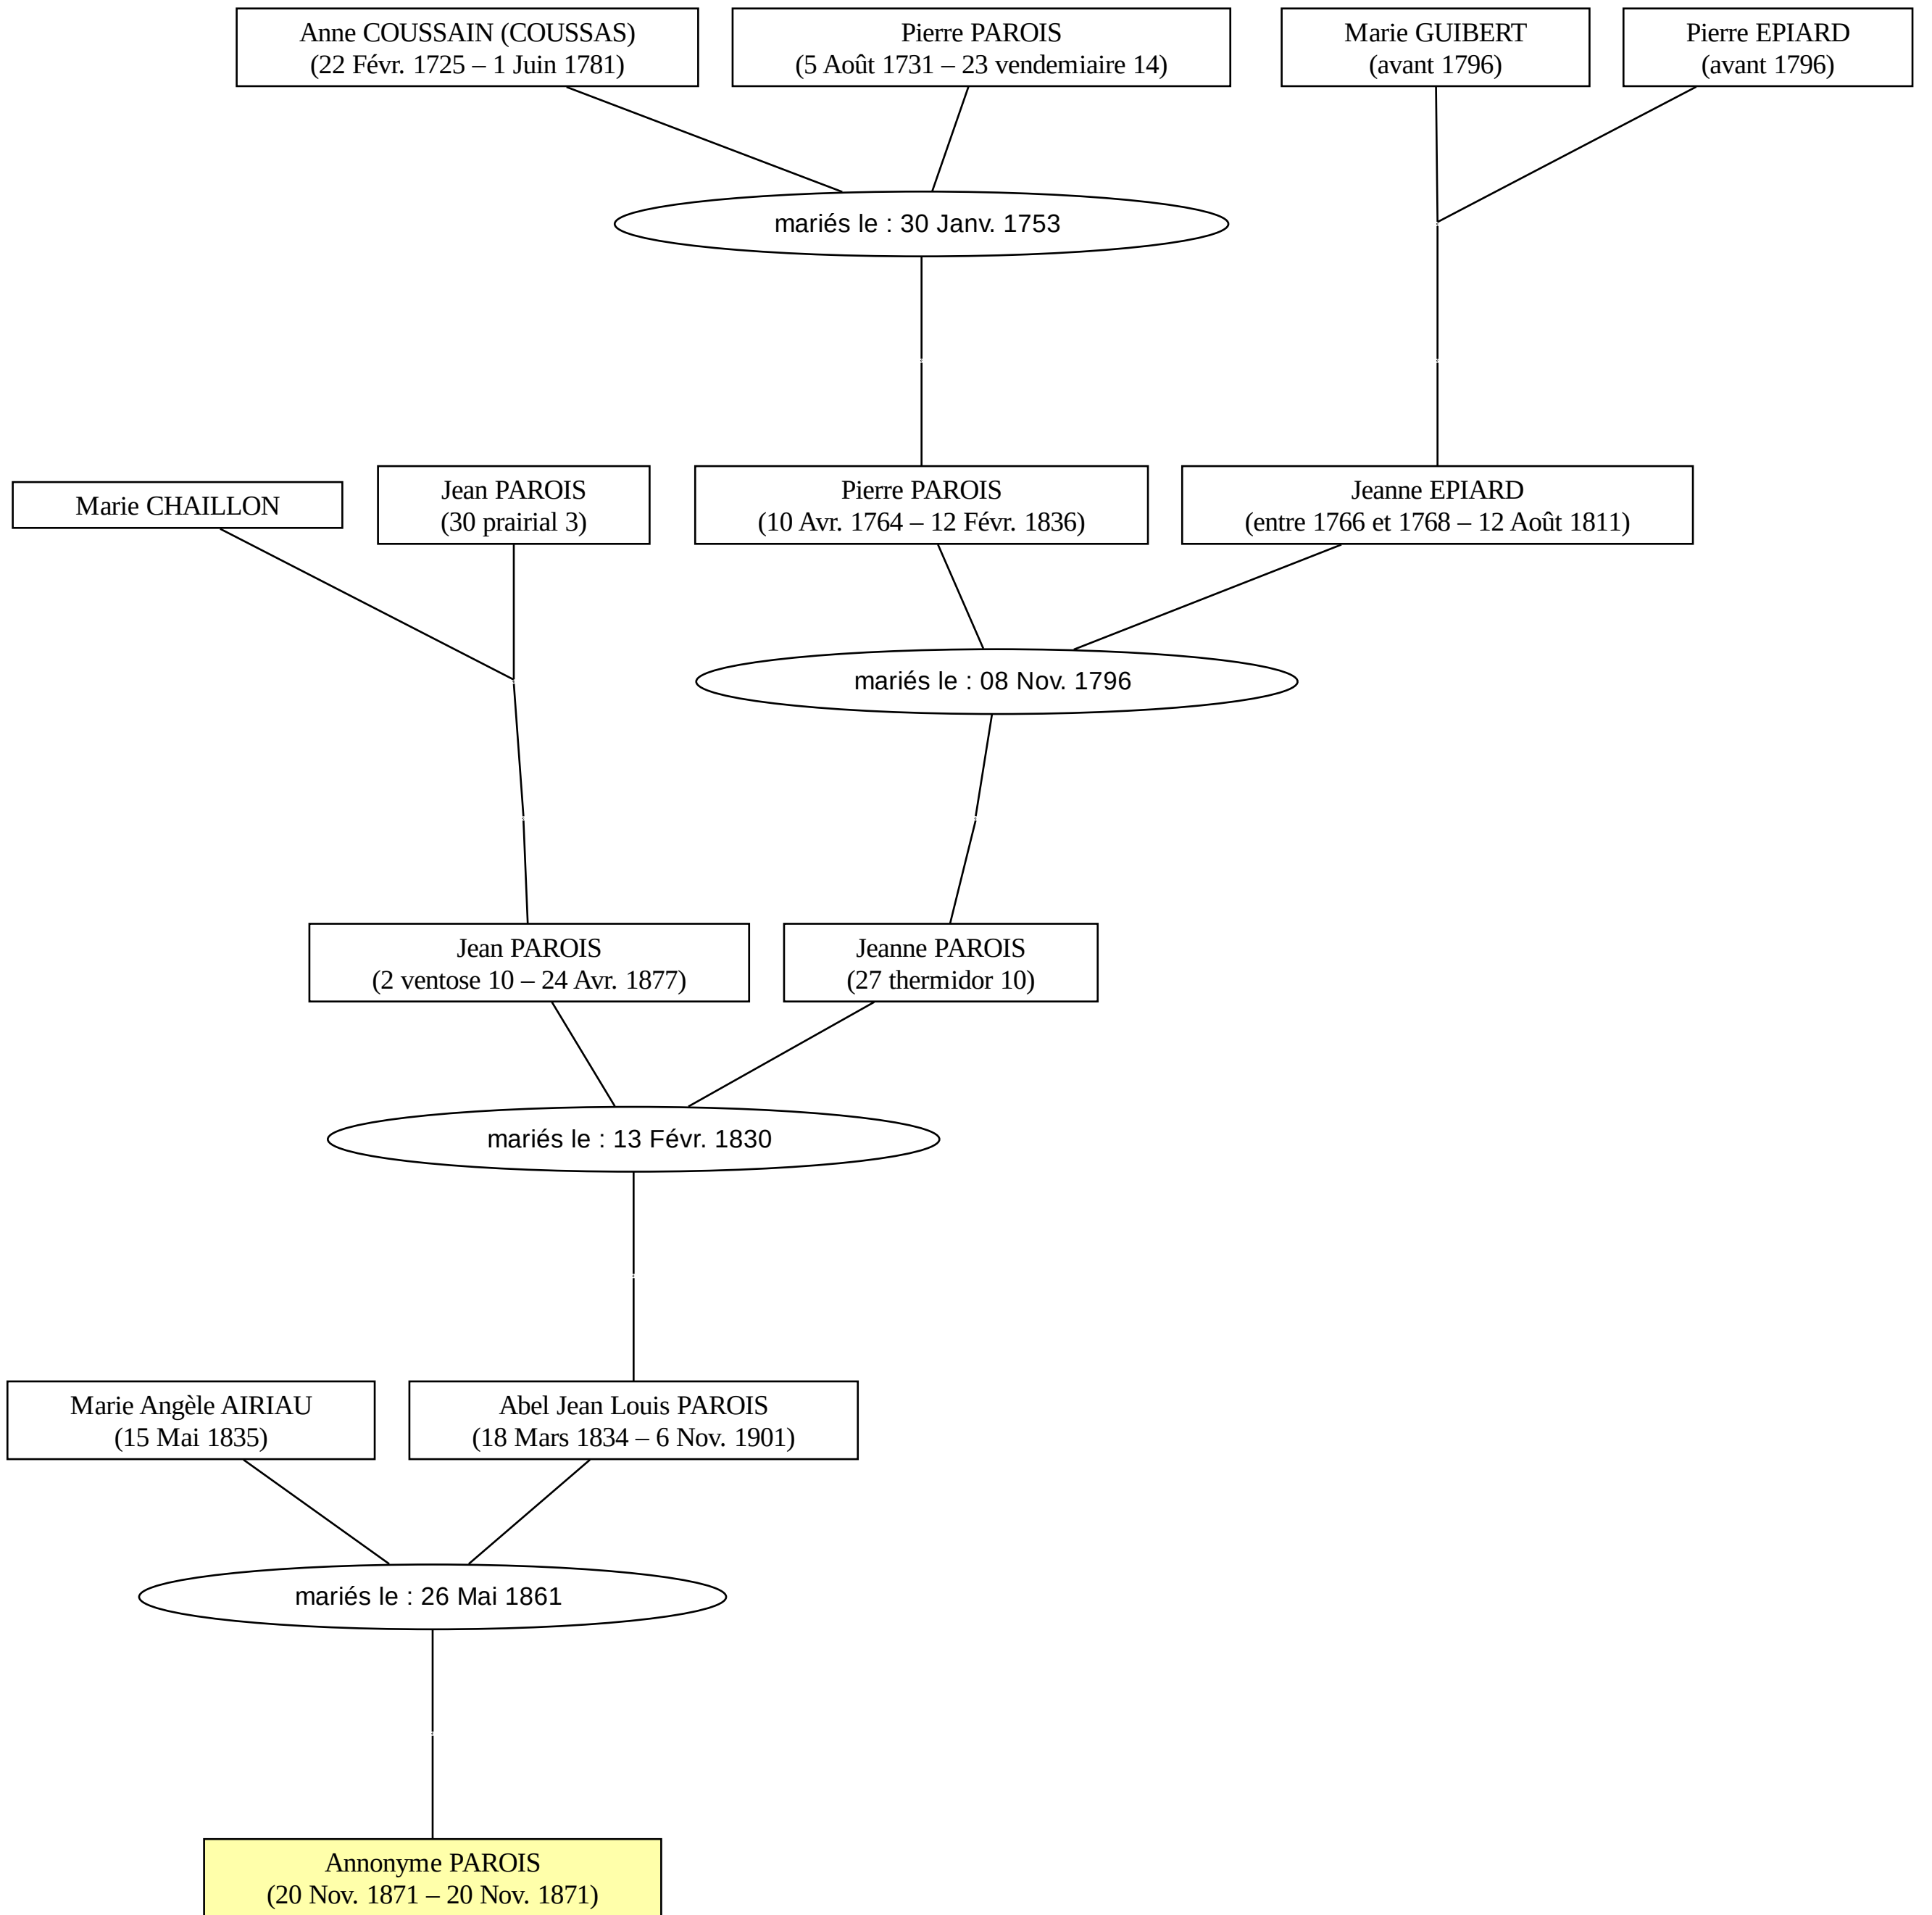 Anne COUSSAIN (COUSSAS)
(22 Févr. 1725 – 1 Juin 1781)
Pierre PAROIS
(5 Août 1731 – 23 vendemiaire 14)
Marie GUIBERT
(avant 1796)
Pierre EPIARD
(avant 1796)
mariés le : 30 Janv. 1753
Marie CHAILLON
Jean PAROIS
(30 prairial 3)
Pierre PAROIS
(10 Avr. 1764 – 12 Févr. 1836)
Jeanne EPIARD
(entre 1766 et 1768 – 12 Août 1811)
mariés le : 08 Nov. 1796
Jean PAROIS
(2 ventose 10 – 24 Avr. 1877)
Jeanne PAROIS
(27 thermidor 10)
mariés le : 13 Févr. 1830
Marie Angèle AIRIAU
(15 Mai 1835)
Abel Jean Louis PAROIS
(18 Mars 1834 – 6 Nov. 1901)
mariés le : 26 Mai 1861
Annonyme PAROIS
(20 Nov. 1871 – 20 Nov. 1871)